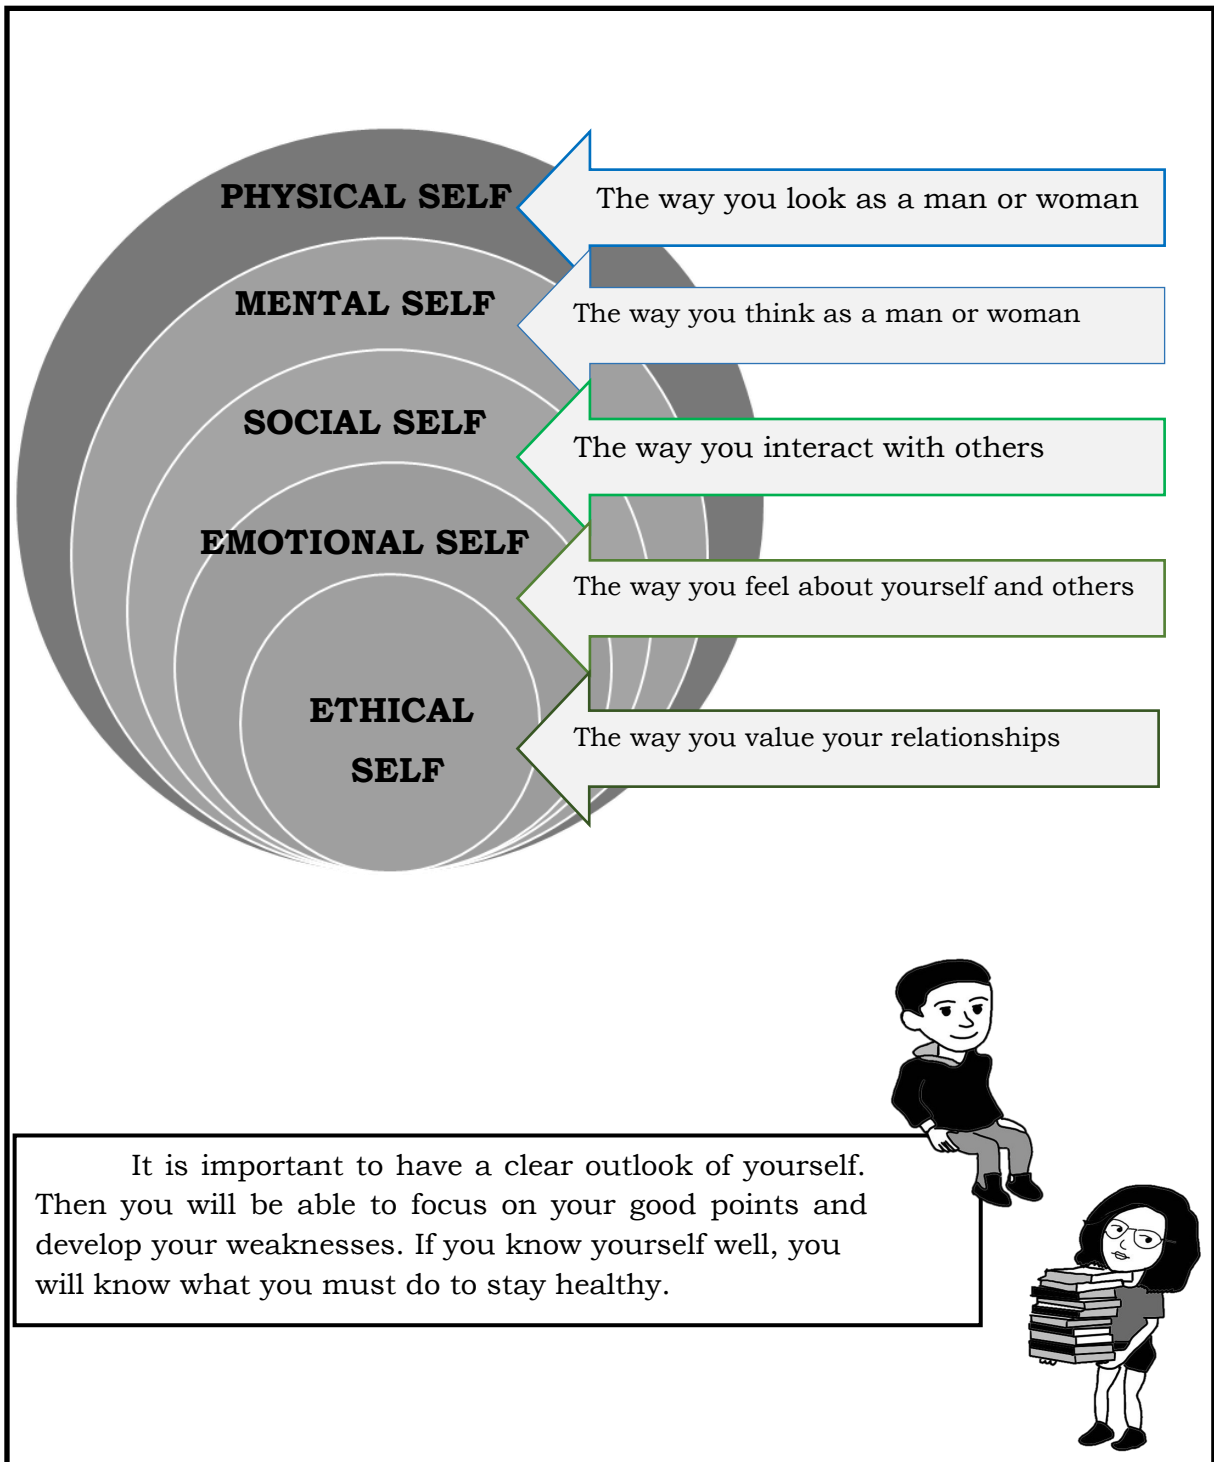 PHYSICAL SELF
The way you look as a man or woman
MENTAL SELF
The way you think as a man or woman
SOCIAL SELF
The way you interact with others
EMOTIONAL SELF
The way you feel about yourself and others
ETHICAL
SELF
The way you value your relationships
It is important to have a clear outlook of yourself.
Then you will be able to focus on your good points and
develop your weaknesses. If you know yourself well, you
will know what you must do to stay healthy.